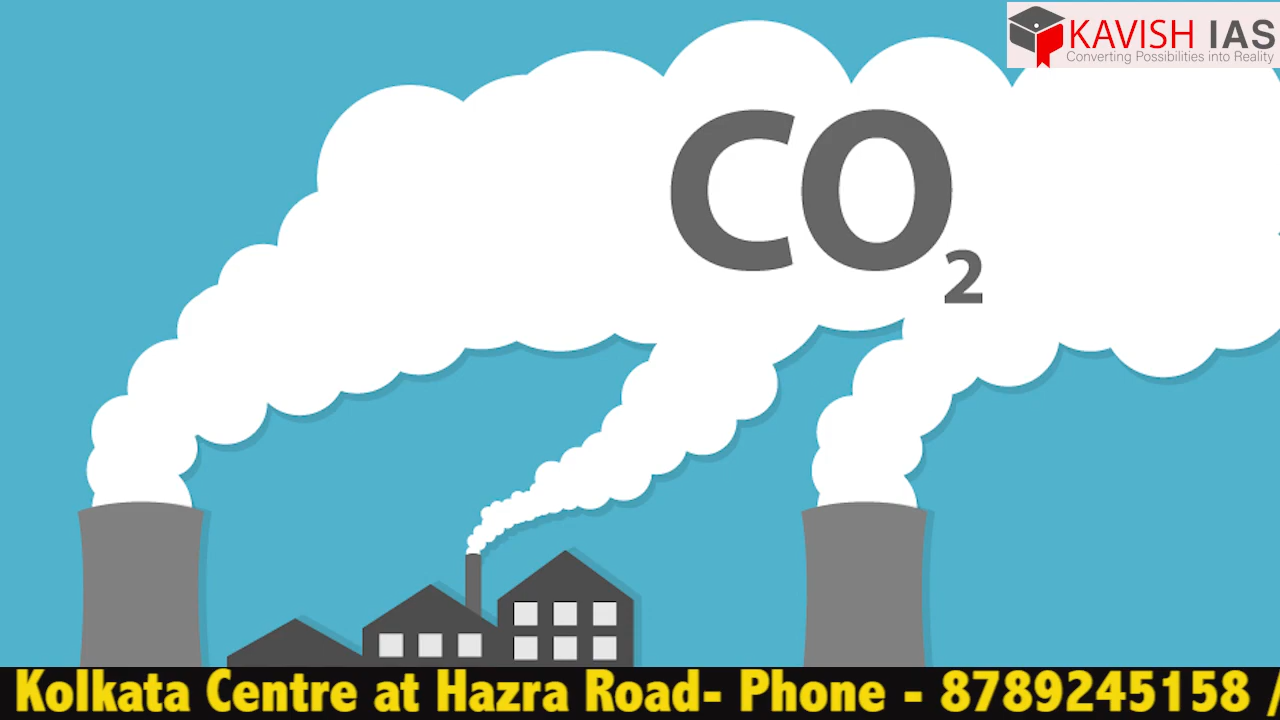 KAVISH IAS
Converting Possibilities into Reality
CO₂
Kolkata Centre at Hazra Road- Phone - 8789245158 /